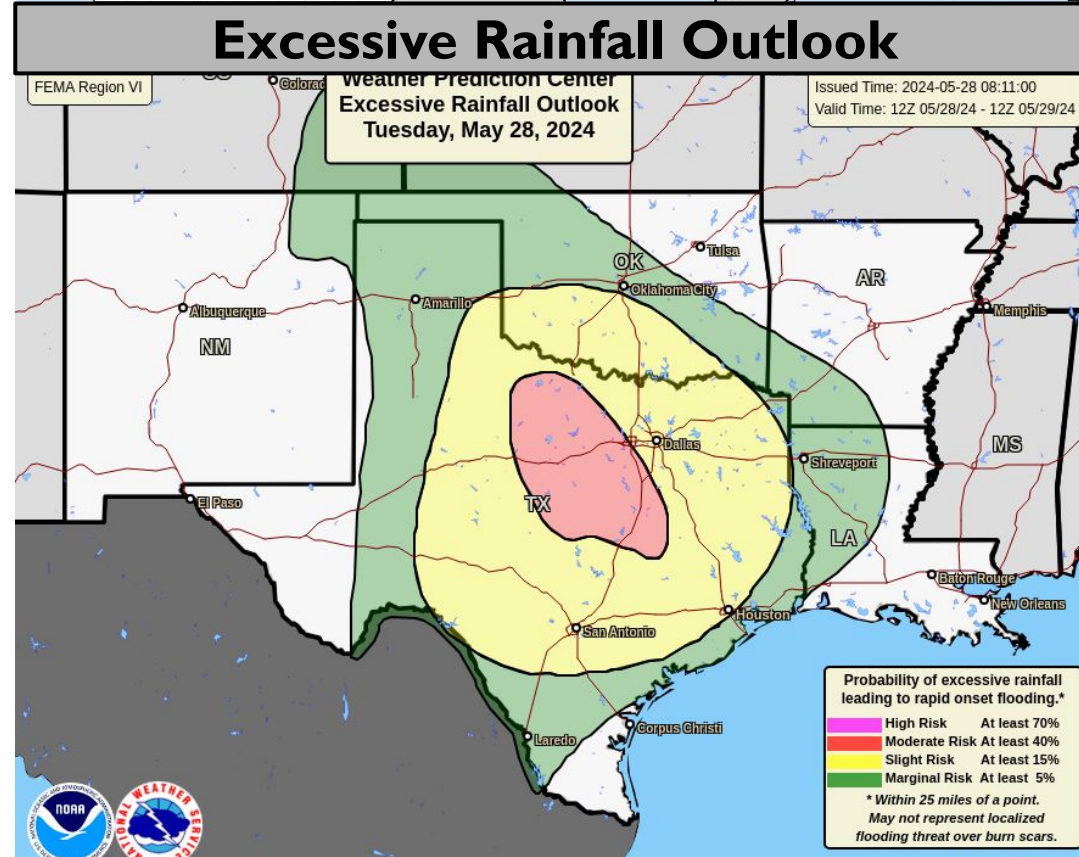 Excessive Rainfall Outlook
FEMA Region VI
Weather Prediction Center
Excessive Rainfall Outlook
Tuesday, May 28, 2024
Issued Time: 2024-05-28 08:11:00
Valid Time: 12Z 05/28/24 - 12Z 05/29/24
Tulsa
OK
Oklahoma City
AR
Amarillo
Albuquerque
Memphis
NM
Dallas
MS
Shreveport
El Paso
TX
LA
Baton Rouge
New Orleans
Houston
San Antonio
Corpus Christi
Laredo
Probability of excessive rainfall
leading to rapid onset flooding.*
High Risk At least 70%
Moderate Risk At least 40%
Slight Risk At least 15%
Marginal Risk At least 5%
* Within 25 miles of a point.
May not represent localized
flooding threat over burn scars.
NOAA
NATIONAL WEATHER SERVICE